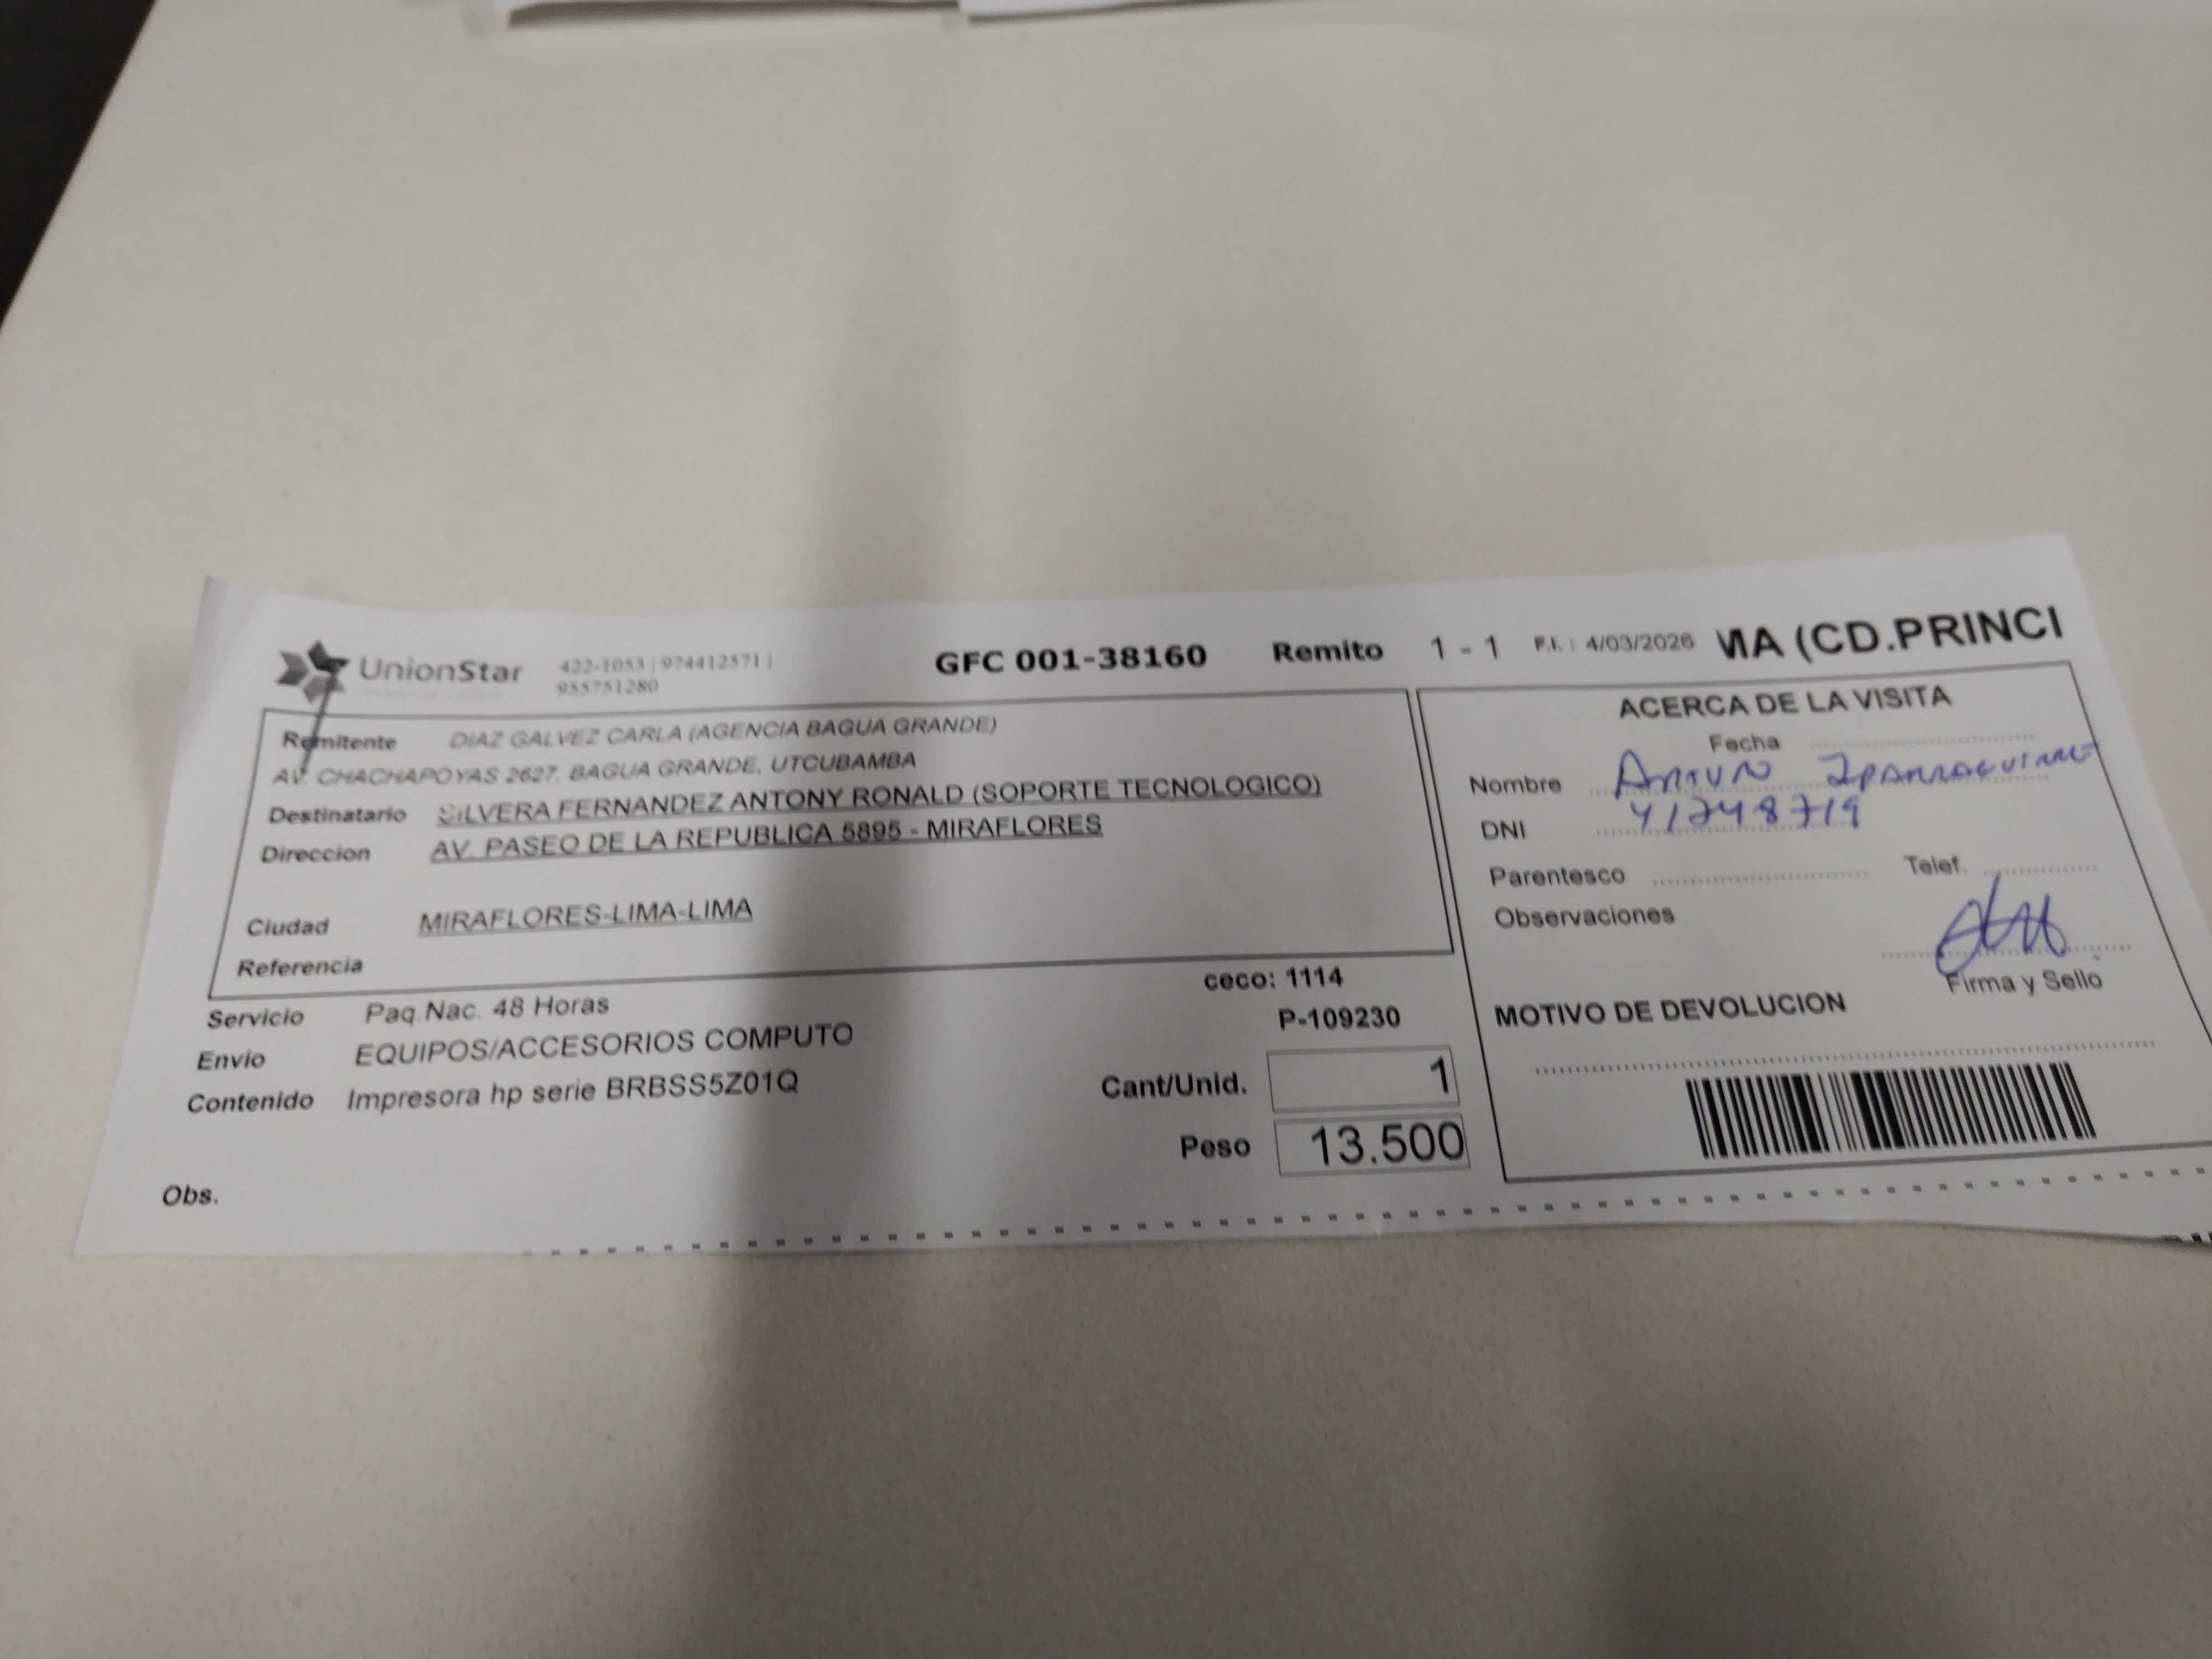 UnionStar 422-1053 | 974412571 |
955751280
GFC 001-38160 Remito 1 - 1 F.I. : 4/03/2026 MA (CD.PRINCI
Remitente DIAZ GALVEZ CARLA (AGENCIA BAGUA GRANDE)
AV. CHACHAPOYAS 2627, BAGUA GRANDE, UTCUBAMBA
Destinatario SILVERA FERNANDEZ ANTONY RONALD (SOPORTE TECNOLOGICO)
Direccion AV. PASEO DE LA REPUBLICA 5895 - MIRAFLORES
Ciudad MIRAFLORES-LIMA-LIMA
Referencia
ceco: 1114
Servicio Paq.Nac. 48 Horas
P-109230
Envio EQUIPOS/ACCESORIOS COMPUTO
Contenido Impresora hp serie BRBSS5Z01Q
Cant/Unid. 1
Peso 13.500
Obs.
ACERCA DE LA VISITA
Fecha
Nombre
DNI 41248719
Parentesco Telef.
Observaciones
Firma y Sello
MOTIVO DE DEVOLUCION